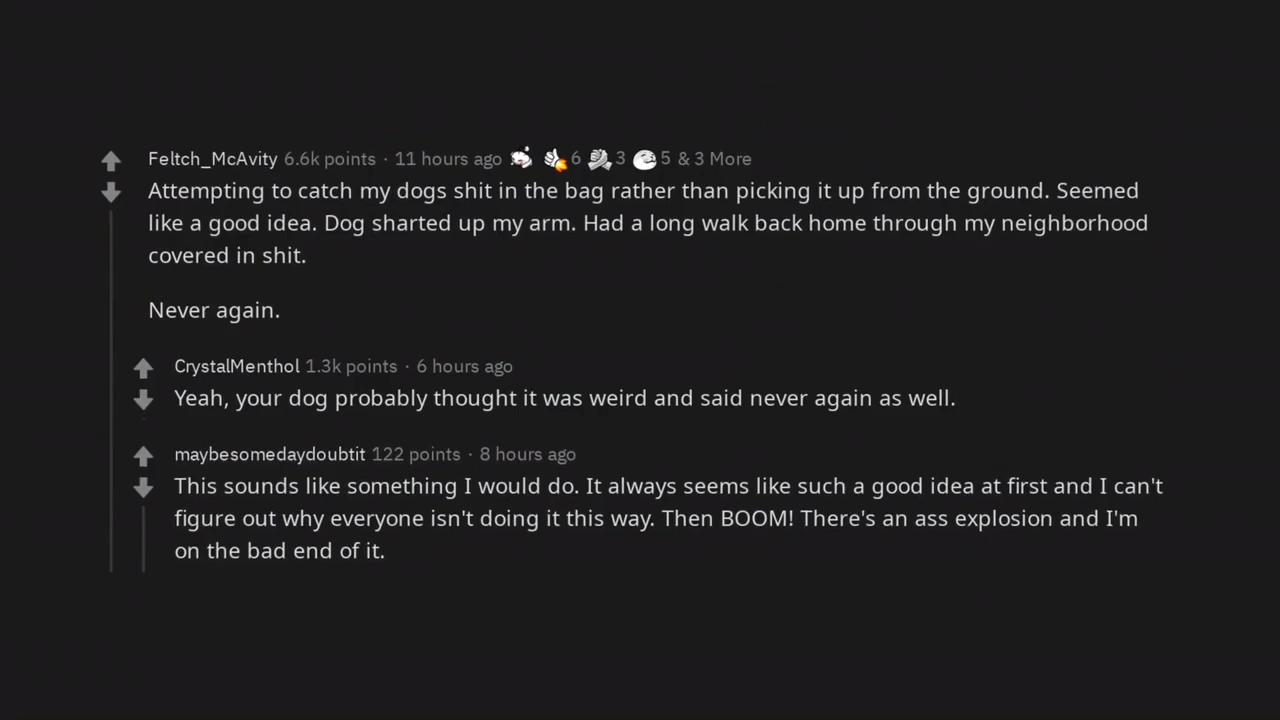 Feltch_McAvity 6.6k points · 11 hours ago 6 3 5 & 3 More
Attempting to catch my dogs shit in the bag rather than picking it up from the ground. Seemed
like a good idea. Dog sharted up my arm. Had a long walk back home through my neighborhood
covered in shit.
Never again.
CrystalMenthol 1.3k points · 6 hours ago
Yeah, your dog probably thought it was weird and said never again as well.
maybesomedaydoubtit 122 points · 8 hours ago
This sounds like something I would do. It always seems like such a good idea at first and I can't
figure out why everyone isn't doing it this way. Then BOOM! There's an ass explosion and I'm
on the bad end of it.